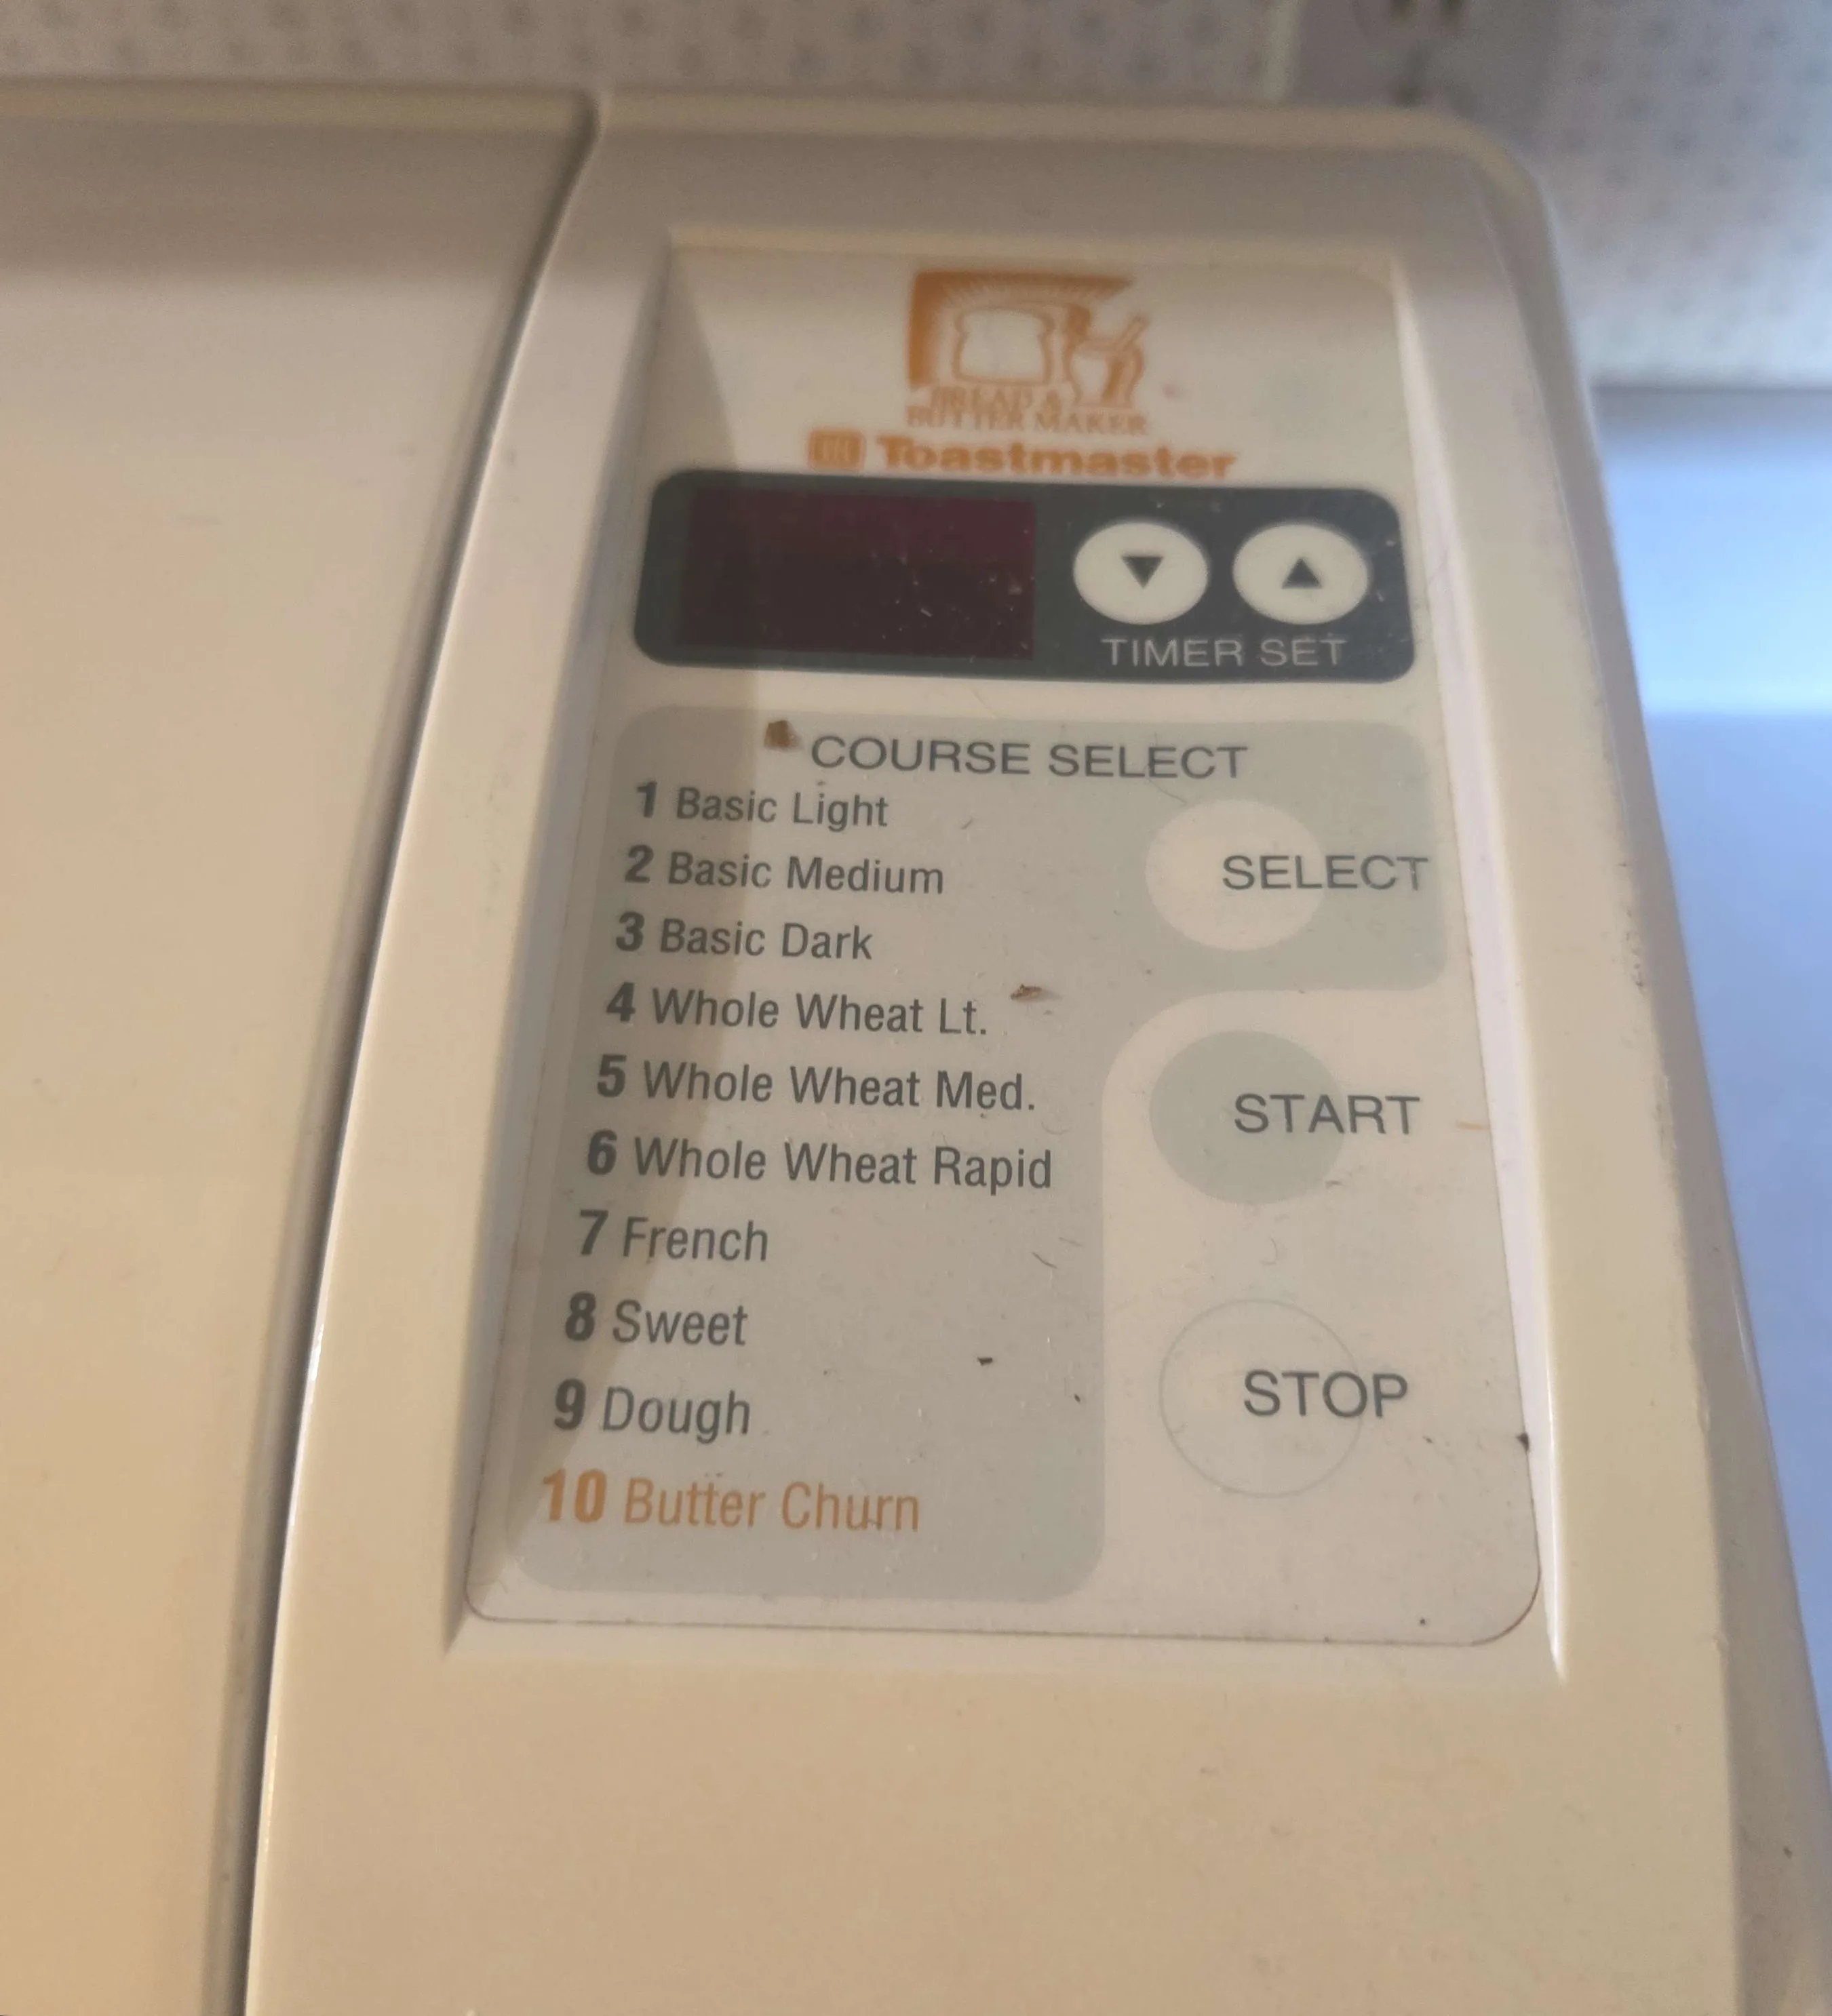 BREAD &
BUTTER MAKER
Toastmaster
TIMER SET
COURSE SELECT
1 Basic Light
2 Basic Medium
3 Basic Dark
4 Whole Wheat Lt.
5 Whole Wheat Med.
6 Whole Wheat Rapid
7 French
8 Sweet
9 Dough
10 Butter Churn
SELECT
START
STOP